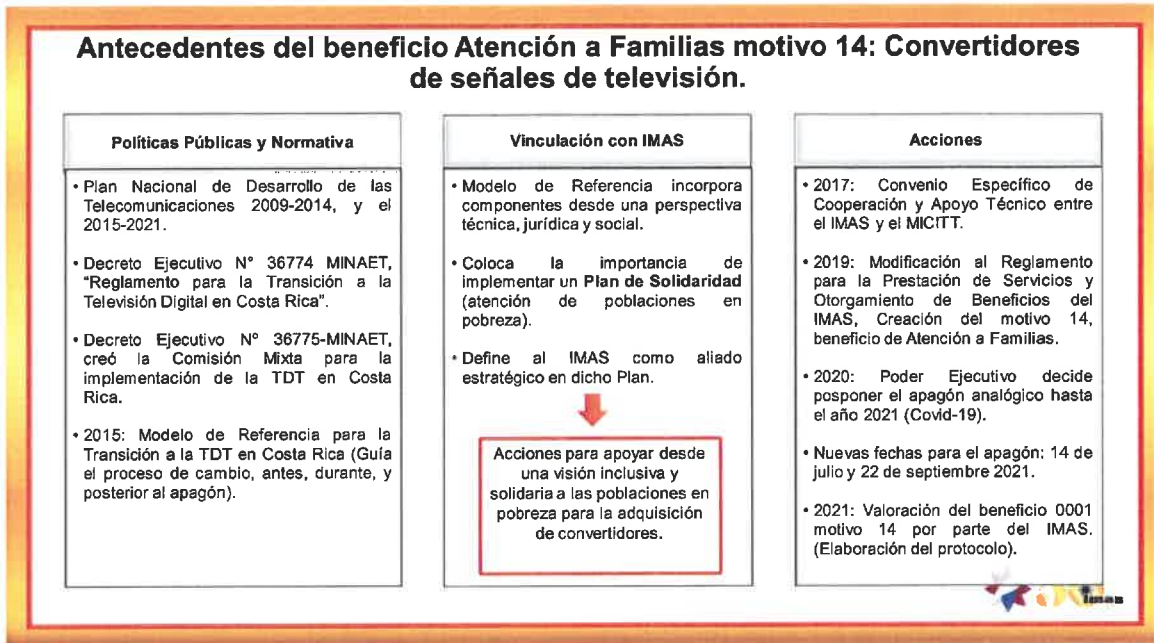 Antecedentes del beneficio Atención a Familias motivo 14: Convertidores
de señales de televisión.
Políticas Públicas y Normativa
• Plan Nacional de Desarrollo de las
Telecomunicaciones 2009-2014, y el
2015-2021.
• Decreto Ejecutivo N° 36774 MINAET,
"Reglamento para la Transición a la
Televisión Digital en Costa Rica".
• Decreto Ejecutivo N° 36775-MINAET,
creó la Comisión Mixta para la
implementación de la TDT en Costa
Rica.
• 2015: Modelo de Referencia para la
Transición a la TDT en Costa Rica (Guía
el proceso de cambio, antes, durante, y
posterior al apagón).
Vinculación con IMAS
• Modelo de Referencia incorpora
componentes desde una perspectiva
técnica, jurídica y social.
• Coloca la importancia de
implementar un Plan de Solidaridad
(atención de poblaciones en
pobreza).
• Define al IMAS como aliado
estratégico en dicho Plan.
Acciones para apoyar desde
una visión inclusiva y
solidaria a las poblaciones en
pobreza para la adquisición
de convertidores.
Acciones
• 2017: Convenio Específico de
Cooperación y Apoyo Técnico entre
el IMAS y el MICITT.
• 2019: Modificación al Reglamento
para la Prestación de Servicios y
Otorgamiento de Beneficios del
IMAS, Creación del motivo 14,
beneficio de Atención a Familias.
• 2020: Poder Ejecutivo decide
posponer el apagón analógico hasta
el año 2021 (Covid-19).
• Nuevas fechas para el apagón: 14 de
julio y 22 de septiembre 2021.
• 2021: Valoración del beneficio 0001
motivo 14 por parte del IMAS.
(Elaboración del protocolo).
imas